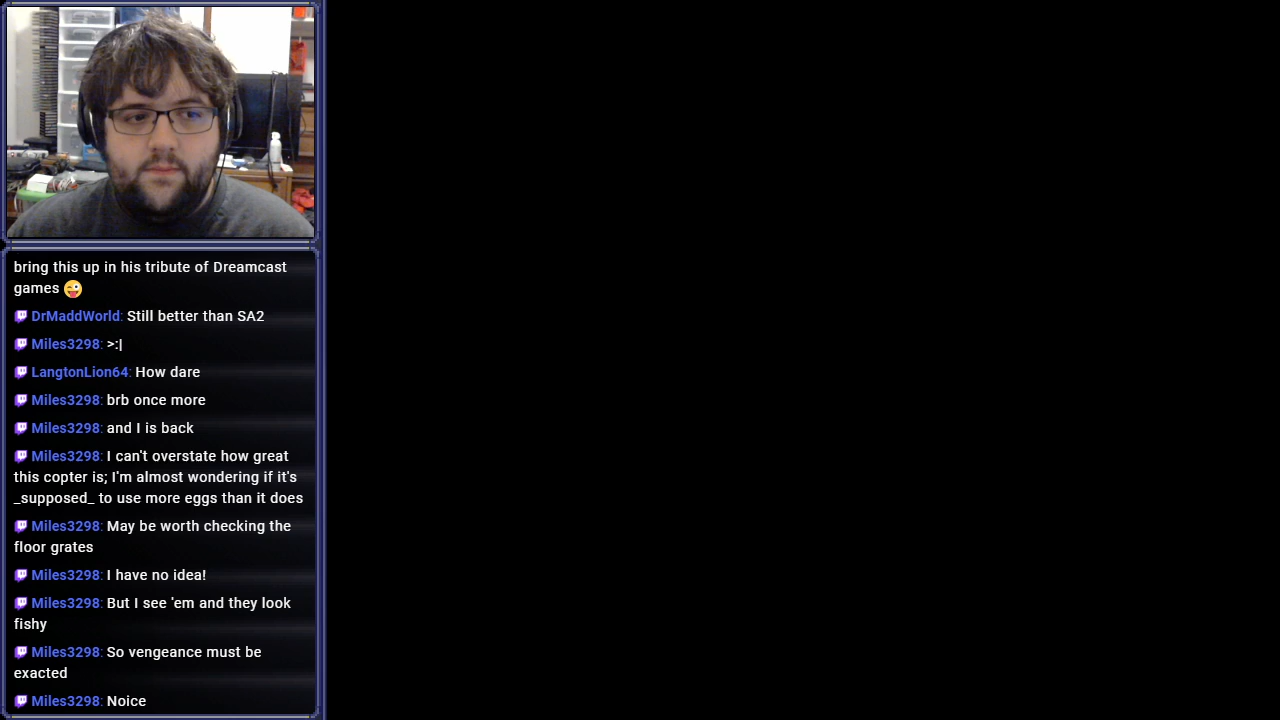 bring this up in his tribute of Dreamcast
games 😜
DrMaddWorld: Still better than SA2
Miles3298: >:|
LangtonLion64: How dare
Miles3298: brb once more
Miles3298: and I is back
Miles3298: I can't overstate how great
this copter is; I'm almost wondering if it's
_supposed_ to use more eggs than it does
Miles3298: May be worth checking the
floor grates
Miles3298: I have no idea!
Miles3298: But I see 'em and they look
fishy
Miles3298: So vengeance must be
exacted
Miles3298: Noice